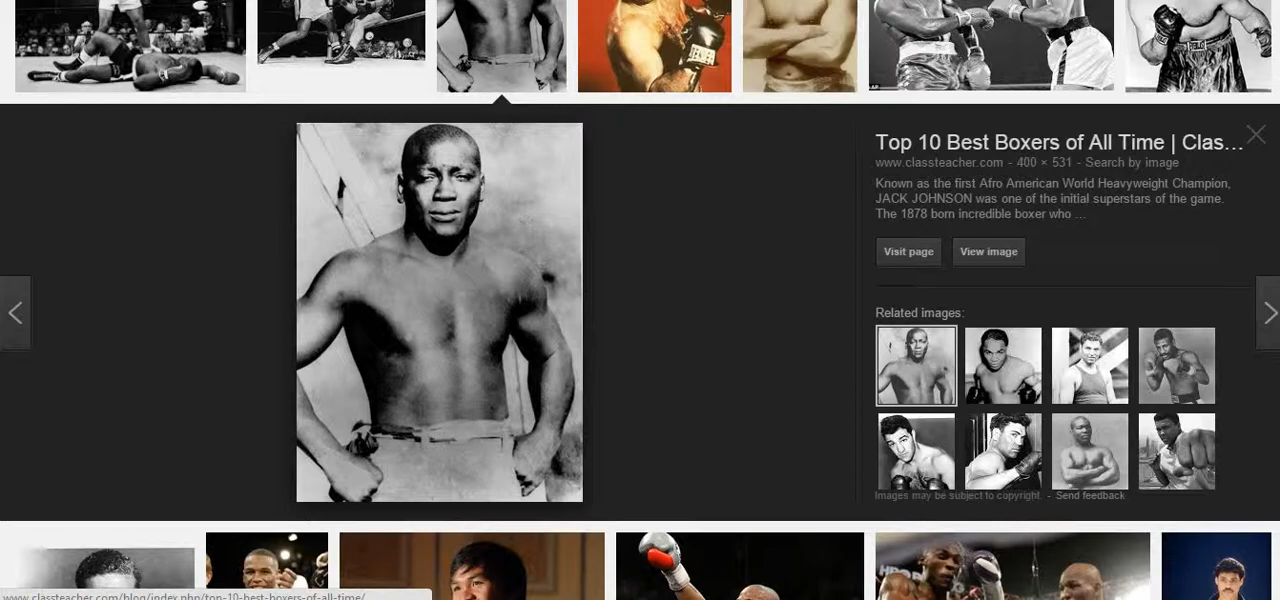 Top 10 Best Boxers of All Time | Clas...
www.classteacher.com - 400 × 531 - Search by image
Known as the first Afro American World Heavyweight Champion,
JACK JOHNSON was one of the initial superstars of the game.
The 1878 born incredible boxer who ...
Visit page
View image
Related images:
Images may be subject to copyright. - Send feedback
www.classteacher.com/blog/index.php/top-10-best-boxers-of-all-time/